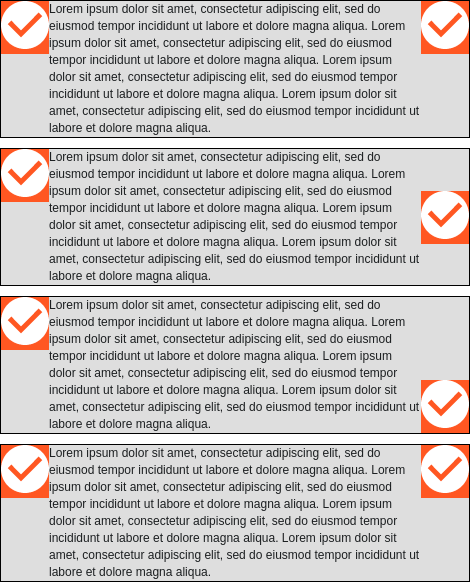 Lorem ipsum dolor sit amet, consectetur adipiscing elit, sed do
eiusmod tempor incididunt ut labore et dolore magna aliqua. Lorem
ipsum dolor sit amet, consectetur adipiscing elit, sed do eiusmod
tempor incididunt ut labore et dolore magna aliqua. Lorem ipsum
dolor sit amet, consectetur adipiscing elit, sed do eiusmod tempor
incididunt ut labore et dolore magna aliqua. Lorem ipsum dolor sit
amet, consectetur adipiscing elit, sed do eiusmod tempor incididunt ut
labore et dolore magna aliqua.
Lorem ipsum dolor sit amet, consectetur adipiscing elit, sed do
eiusmod tempor incididunt ut labore et dolore magna aliqua. Lorem
ipsum dolor sit amet, consectetur adipiscing elit, sed do eiusmod
tempor incididunt ut labore et dolore magna aliqua. Lorem ipsum
dolor sit amet, consectetur adipiscing elit, sed do eiusmod tempor
incididunt ut labore et dolore magna aliqua. Lorem ipsum dolor sit
amet, consectetur adipiscing elit, sed do eiusmod tempor incididunt ut
labore et dolore magna aliqua.
Lorem ipsum dolor sit amet, consectetur adipiscing elit, sed do
eiusmod tempor incididunt ut labore et dolore magna aliqua. Lorem
ipsum dolor sit amet, consectetur adipiscing elit, sed do eiusmod
tempor incididunt ut labore et dolore magna aliqua. Lorem ipsum
dolor sit amet, consectetur adipiscing elit, sed do eiusmod tempor
incididunt ut labore et dolore magna aliqua. Lorem ipsum dolor sit
amet, consectetur adipiscing elit, sed do eiusmod tempor incididunt ut
labore et dolore magna aliqua.
Lorem ipsum dolor sit amet, consectetur adipiscing elit, sed do
eiusmod tempor incididunt ut labore et dolore magna aliqua. Lorem
ipsum dolor sit amet, consectetur adipiscing elit, sed do eiusmod
tempor incididunt ut labore et dolore magna aliqua. Lorem ipsum
dolor sit amet, consectetur adipiscing elit, sed do eiusmod tempor
incididunt ut labore et dolore magna aliqua. Lorem ipsum dolor sit
amet, consectetur adipiscing elit, sed do eiusmod tempor incididunt ut
labore et dolore magna aliqua.